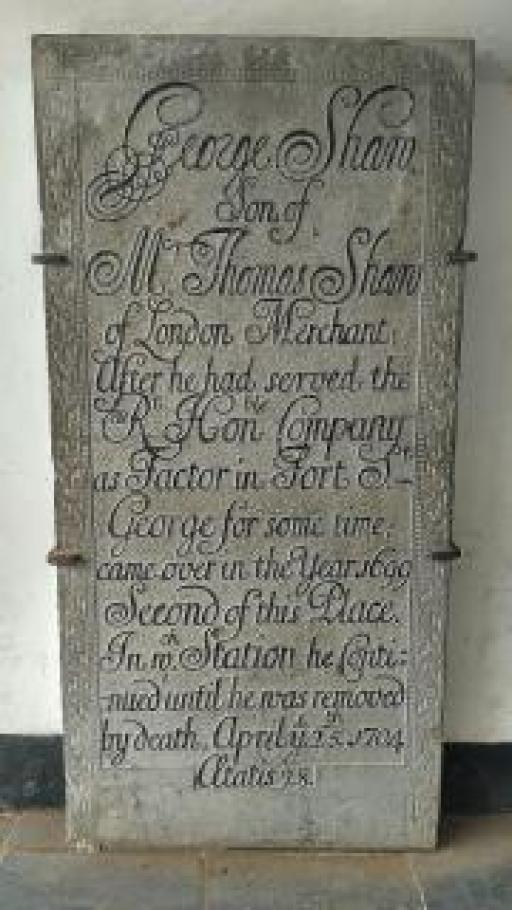 George Shaw
Son of
Mr. Thomas Shaw
of London Merchant.
After he had served the
Rt. Honble Company
as Factor in Fort St.
George for some time:
came over in the Year 1699
Second of this Place.
In wch. Station he Conti=
=nued until he was removed
by death. April ye 25th 1704
Ætatis 28.